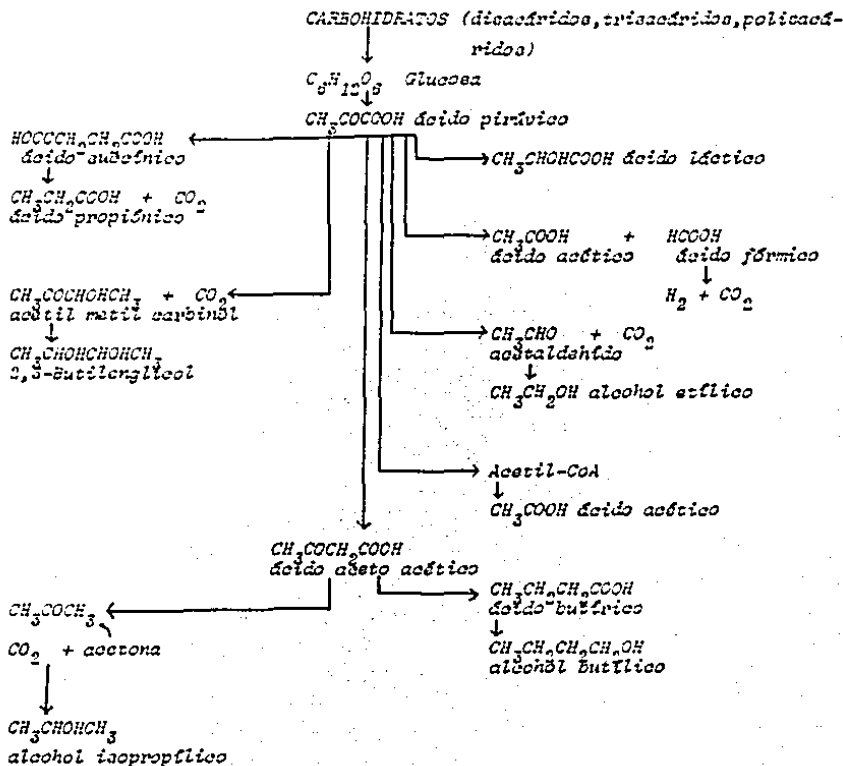 CARBOHIDRATOS (disacáridos,trisacáridos,polisacá-
ridos)
C6H12O6 Glucosa
CH3COCOOH ácido pirúvico
HOCCCH2CH2COOH
ácido succínico
CH3CHOHCOOH ácido láctico
CH3CH2COOH + CO2
ácido propiónico
CH3COOH + HCOOH
ácido acético ácido fórmico
H2 + CO2
CH3COCHOHCH3 + CO2
acetil metil carbinol
CH3CHO + CO2
acetaldehído
CH3CHOHCHOHCH3
2,3-Butilenglicol
CH3CH2OH alcohol etílico
Acetil-CoA
CH3COOH ácido acético
CH3COCH2COOH
ácido aceto acético
CH3CH2CH2COOH
ácido butírico
CH3COCH3
CO2 + acetona
CH3CH2CH2CH2OH
alcohol butílico
CH3CHOHCH3
alcohol isopropílico